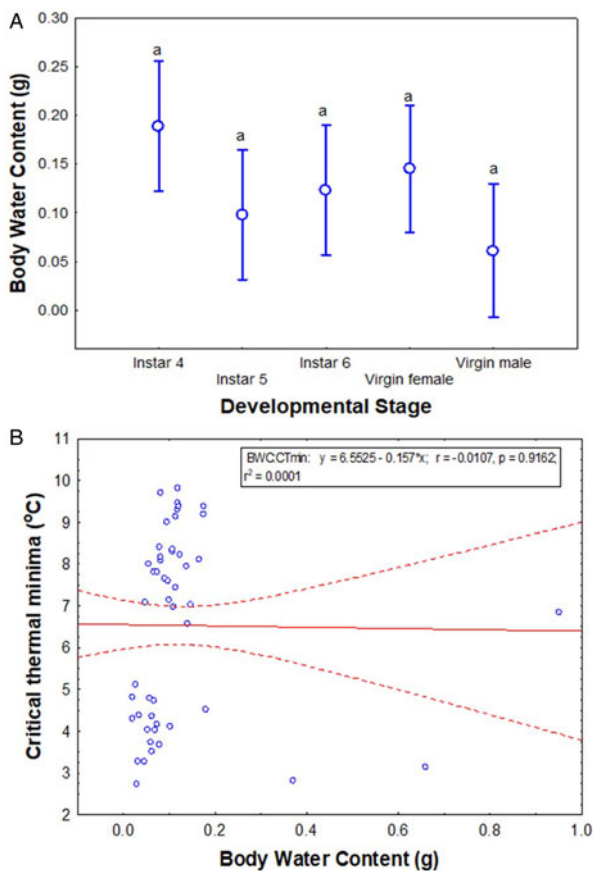 A
Body Water Content (g)
0.30
0.25
0.20
0.15
0.10
0.05
0.00
a
a
a
a
a
Instar 4
Instar 5
Instar 6
Virgin female
Virgin male
Developmental Stage
B
Critical thermal minima (°C)
11
10
9
8
7
6
5
4
3
2
BWC:CTmin: y = 6.5525 - 0.157*x; r = -0.0107, p = 0.9162;
r² = 0.0001
0.0
0.2
0.4
0.6
0.8
1.0
Body Water Content (g)